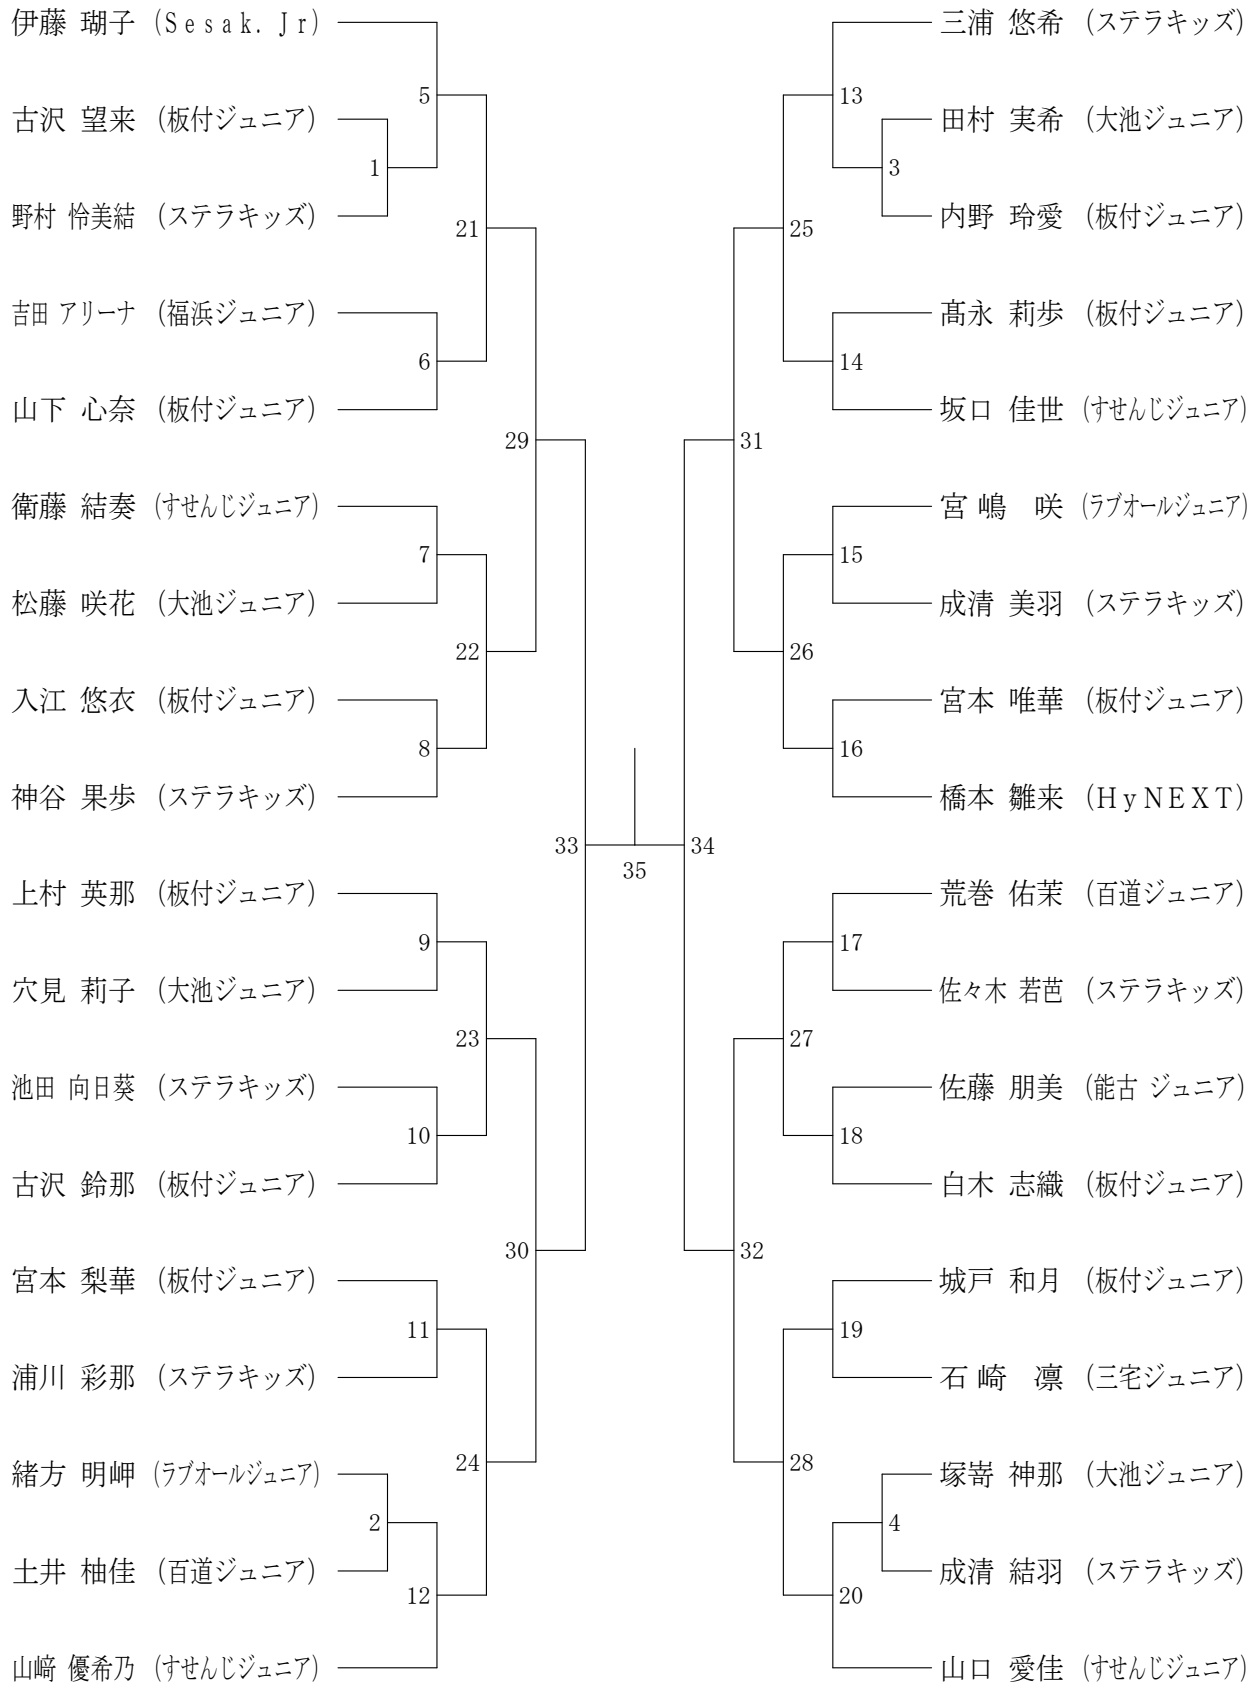 伊藤 瑚子 (Sesak. Jr)
5
古沢 望来 (板付ジュニア)
1
野村 怜美結 (ステラキッズ)
21
吉田 アリーナ (福浜ジュニア)
6
山下 心奈 (板付ジュニア)
29
衛藤 結奏 (すせんじジュニア)
7
松藤 咲花 (大池ジュニア)
22
入江 悠衣 (板付ジュニア)
8
神谷 果歩 (ステラキッズ)
33
上村 英那 (板付ジュニア)
9
穴見 莉子 (大池ジュニア)
23
池田 向日葵 (ステラキッズ)
10
古沢 鈴那 (板付ジュニア)
30
宮本 梨華 (板付ジュニア)
11
浦川 彩那 (ステラキッズ)
24
緒方 明岬 (ラブオールジュニア)
2
土井 柚佳 (百道ジュニア)
12
山﨑 優希乃 (すせんじジュニア)
35
三浦 悠希 (ステラキッズ)
13
田村 実希 (大池ジュニア)
3
内野 玲愛 (板付ジュニア)
25
髙永 莉歩 (板付ジュニア)
14
坂口 佳世 (すせんじジュニア)
31
宮嶋 咲 (ラブオールジュニア)
15
成清 美羽 (ステラキッズ)
26
宮本 唯華 (板付ジュニア)
16
橋本 雛来 (HyNEXT)
34
荒巻 佑茉 (百道ジュニア)
17
佐々木 若芭 (ステラキッズ)
27
佐藤 朋美 (能古 ジュニア)
18
白木 志織 (板付ジュニア)
32
城戸 和月 (板付ジュニア)
19
石崎 凛 (三宅ジュニア)
28
塚嵜 神那 (大池ジュニア)
4
成清 結羽 (ステラキッズ)
20
山口 愛佳 (すせんじジュニア)